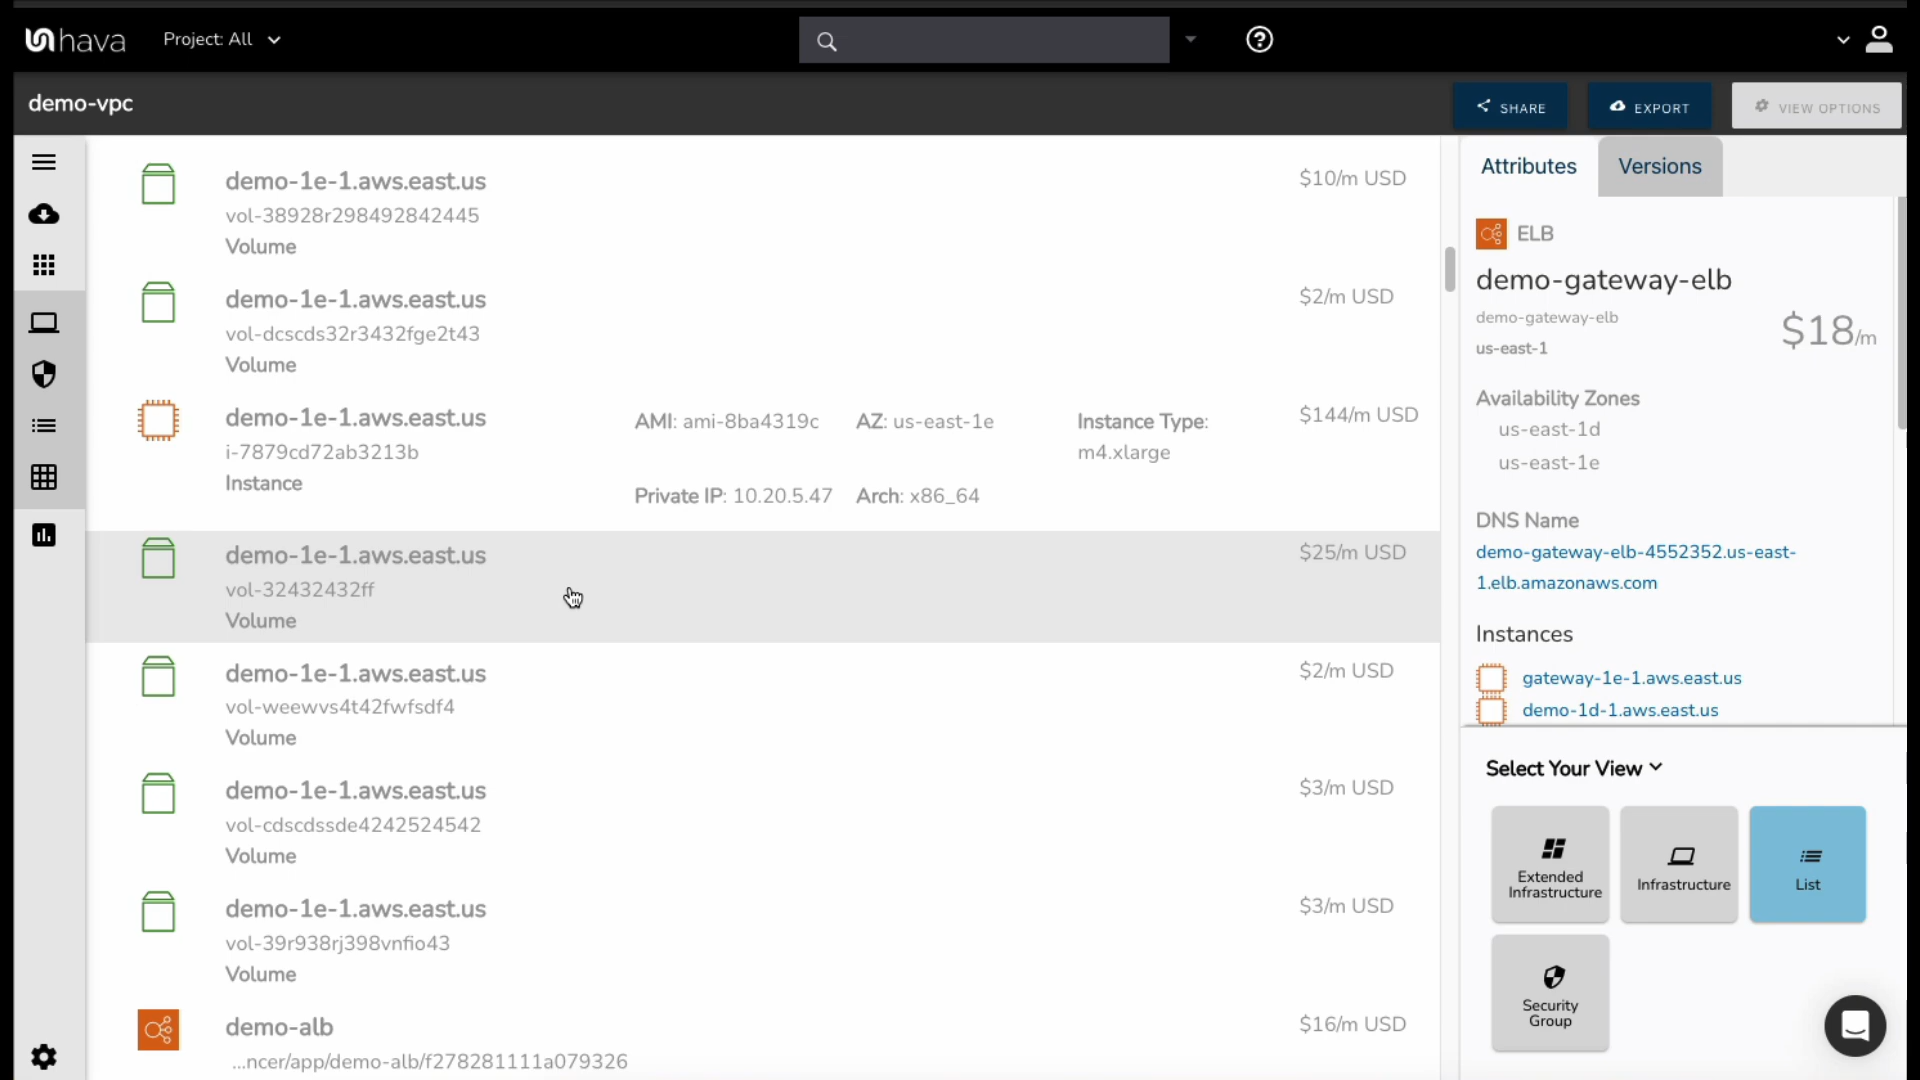 hava
Project: All
demo-vpc
SHARE
EXPORT
VIEW OPTIONS
demo-1e-1.aws.east.us
$10/m USD
vol-38928r298492842445
Volume
demo-1e-1.aws.east.us
$2/m USD
vol-dcscds32r3432fge2t43
Volume
demo-1e-1.aws.east.us
AMI: ami-8ba4319c
AZ: us-east-1e
Instance Type:
m4.xlarge
$144/m USD
i-7879cd72ab3213b
Instance
Private IP: 10.20.5.47
Arch: x86_64
demo-1e-1.aws.east.us
$25/m USD
vol-32432432ff
Volume
demo-1e-1.aws.east.us
$2/m USD
vol-weewvs4t42fwfsdf4
Volume
demo-1e-1.aws.east.us
$3/m USD
vol-cdscdssde4242524542
Volume
demo-1e-1.aws.east.us
$3/m USD
vol-39r938rj398vnfio43
Volume
demo-alb
$16/m USD
...ncer/app/demo-alb/f278281111a079326
Attributes
Versions
ELB
demo-gateway-elb
demo-gateway-elb
us-east-1
$18/m
Availability Zones
us-east-1d
us-east-1e
DNS Name
demo-gateway-elb-4552352.us-east-
1.elb.amazonaws.com
Instances
gateway-1e-1.aws.east.us
demo-1d-1.aws.east.us
Select Your View
Extended
Infrastructure
Infrastructure
List
Security
Group